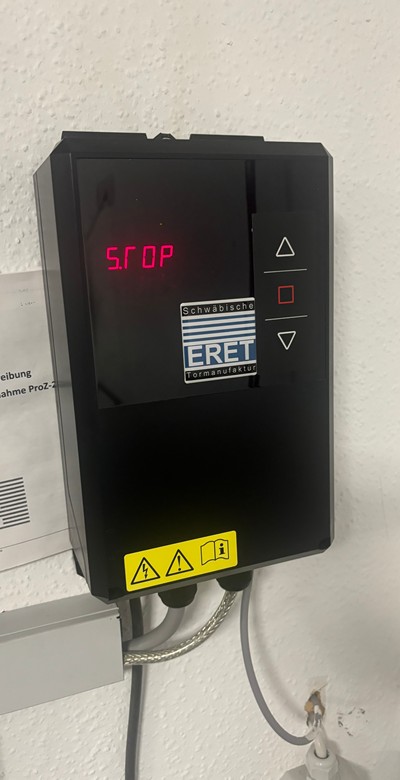 S.TOP
Schwäbische
ERET
Tormanufaktur
eibung
ahme ProZ-2
i